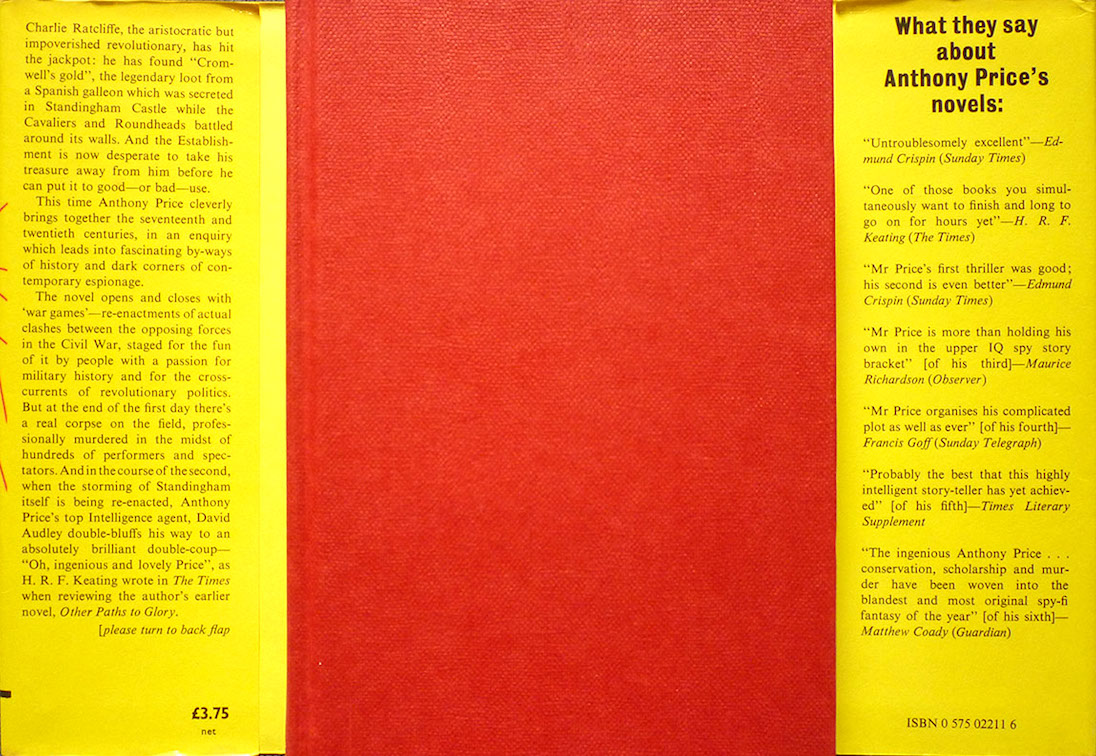 Charlie Ratcliffe, the aristocratic but
impoverished revolutionary, has hit
the jackpot: he has found “Crom-
well’s gold”, the legendary loot from
a Spanish galleon which was secreted
in Standingham Castle while the
Cavaliers and Roundheads battled
around its walls. And the Establish-
ment is now desperate to take his
treasure away from him before he
can put it to good—or bad—use.
This time Anthony Price cleverly
brings together the seventeenth and
twentieth centuries, in an enquiry
which leads into fascinating by-ways
of history and dark corners of con-
temporary espionage.
The novel opens and closes with
‘war games’—re-enactments of actual
clashes between the opposing forces
in the Civil War, staged for the fun
of it by people with a passion for
military history and for the cross-
currents of revolutionary politics.
But at the end of the first day there’s
a real corpse on the field, profes-
sionally murdered in the midst of
hundreds of performers and spec-
tators. And in the course of the second,
when the storming of Standingham
itself is being re-enacted, Anthony
Price’s top Intelligence agent, David
Audley double-bluffs his way to an
absolutely brilliant double-coup—
“Oh, ingenious and lovely Price”, as
H. R. F. Keating wrote in The Times
when reviewing the author’s earlier
novel, Other Paths to Glory.
[please turn to back flap
£3.75
net
What they say
about
Anthony Price’s
novels:
“Untroublesomely excellent”—Ed-
mund Crispin (Sunday Times)
“One of those books you simul-
taneously want to finish and long to
go on for hours yet”—H. R. F.
Keating (The Times)
“Mr Price’s first thriller was good;
his second is even better”—Edmund
Crispin (Sunday Times)
“Mr Price is more than holding his
own in the upper IQ spy story
bracket” [of his third]—Maurice
Richardson (Observer)
“Mr Price organises his complicated
plot as well as ever” [of his fourth]—
Francis Goff (Sunday Telegraph)
“Probably the best that this highly
intelligent story-teller has yet achiev-
ed” [of his fifth]—Times Literary
Supplement
“The ingenious Anthony Price . . .
conservation, scholarship and mur-
der have been woven into the
blandest and most original spy-fi
fantasy of the year” [of his sixth]—
Matthew Coady (Guardian)
ISBN 0 575 02211 6